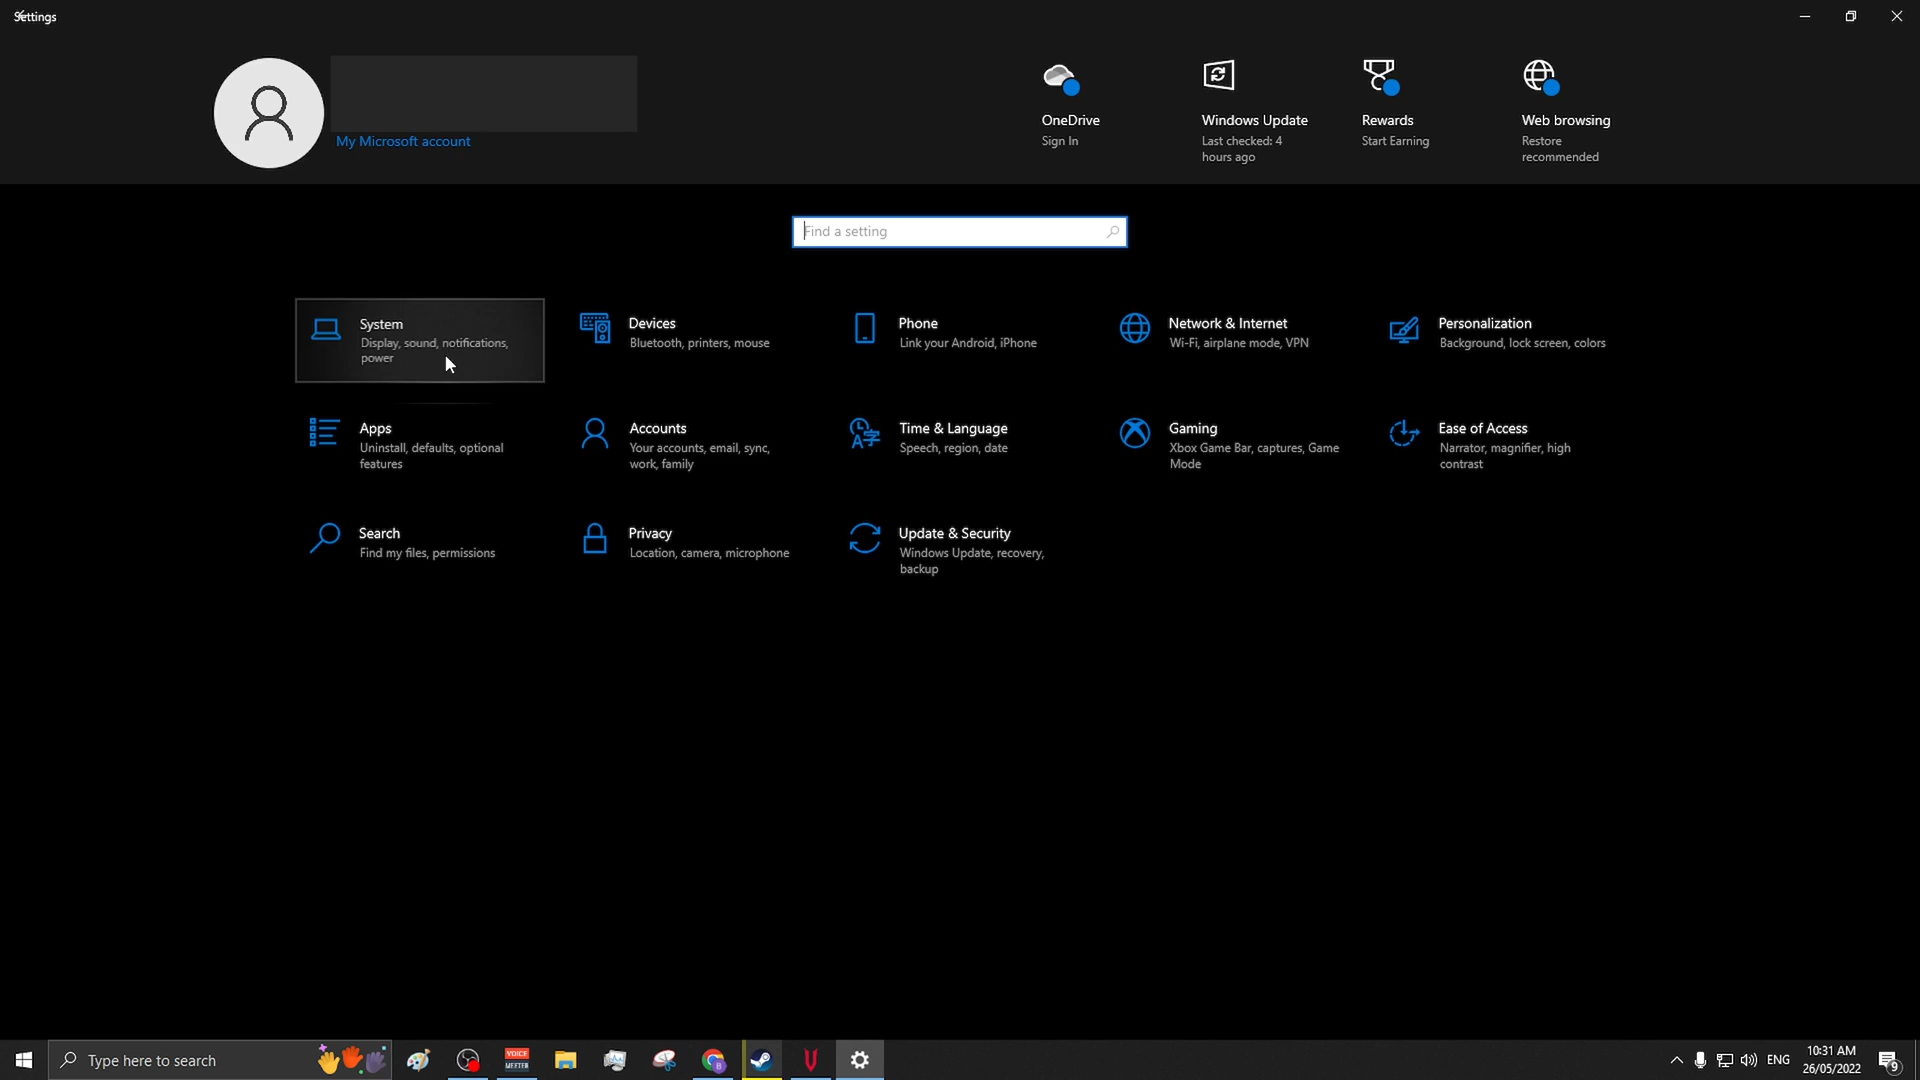 Settings
My Microsoft account
OneDrive
Sign In
Windows Update
Last checked: 4
hours ago
Rewards
Start Earning
Web browsing
Restore
recommended
Find a setting
System
Display, sound, notifications,
power
Devices
Bluetooth, printers, mouse
Phone
Link your Android, iPhone
Network & Internet
Wi-Fi, airplane mode, VPN
Personalization
Background, lock screen, colors
Apps
Uninstall, defaults, optional
features
Accounts
Your accounts, email, sync,
work, family
Time & Language
Speech, region, date
Gaming
Xbox Game Bar, captures, Game
Mode
Ease of Access
Narrator, magnifier, high
contrast
Search
Find my files, permissions
Privacy
Location, camera, microphone
Update & Security
Windows Update, recovery,
backup
Type here to search
VOICE
MEETER
B
ENG
10:31 AM
26/05/2022
9